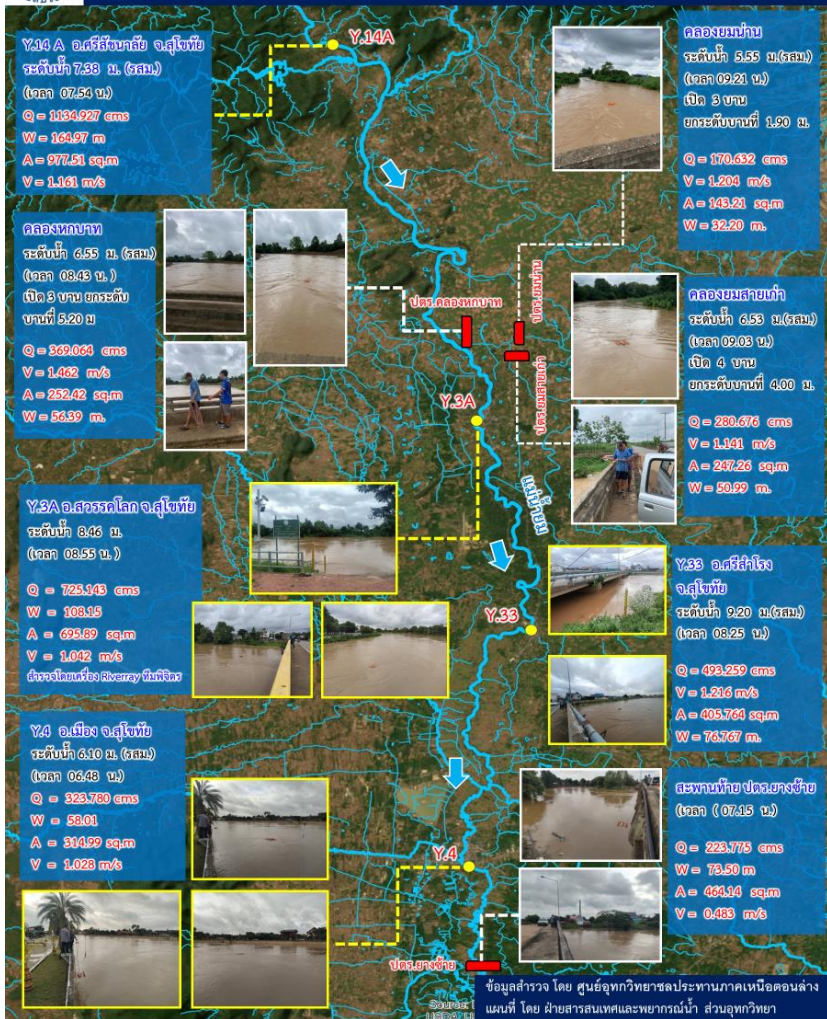 Y.14 A อ.ศรีสัชนาลัย จ.สุโขทัย
ระดับน้ำ 7.38 ม. (รสม.)
(เวลา 07.54 น.)
Q = 1134.927 cms
W = 164.97 m
A = 977.51 sq.m
V = 1.161 m/s
Y.14A
คลองยมน่าน
ระดับน้ำ 5.55 ม.(รสม.)
(เวลา 09.21 น.)
เปิด 3 บาน
ยกระดับบานที่ 1.90 ม.
Q = 170.632 cms
V = 1.204 m/s
A = 143.21 sq.m
W = 32.20 m.
คลองหกบาท
ระดับน้ำ 6.55 ม. (รสม.)
(เวลา 08.43 น. )
เปิด 3 บาน ยกระดับ
บานที่ 5.20 ม
Q = 369.064 cms
V = 1.462 m/s
A = 252.42 sq.m
W = 56.39 m.
ปตร.คลองหกบาท
ปตร.ยมน่าน
ปตร.ยมสายเก่า
คลองยมสายเก่า
ระดับน้ำ 6.53 ม.(รสม.)
(เวลา 09.03 น.)
เปิด 4 บาน
ยกระดับบานที่ 4.00 ม.
Q = 280.676 cms
V = 1.141 m/s
A = 247.26 sq.m
W = 50.99 m.
Y.3A
แม่น้ำยม
Y.3A อ.สวรรคโลก จ.สุโขทัย
ระดับน้ำ 8.46 ม.
(เวลา 08.55 น. )
Q = 725.143 cms
W = 108.15
A = 695.89 sq.m
V = 1.042 m/s
สำรวจโดยเครื่อง Riverray ทีมพิจิตร
Y.33
Y.33 อ.ศรีสำโรง
จ.สุโขทัย
ระดับน้ำ 9.20 ม.(รสม.)
(เวลา 08.25 น.)
Q = 493.259 cms
V = 1.216 m/s
A = 405.764 sq.m
W = 76.767 m.
Y.4 อ.เมือง จ.สุโขทัย
ระดับน้ำ 6.10 ม. (รสม.)
(เวลา 06.48 น.)
Q = 323.780 cms
W = 58.01
A = 314.99 sq.m
V = 1.028 m/s
Y.4
สะพานท้าย ปตร.ยางซ้าย
(เวลา ( 07.15 น.)
Q = 223.775 cms
W = 73.50 m
A = 464.14 sq.m
V = 0.483 m/s
ปตร.ยางซ้าย
ข้อมูลสำรวจ โดย ศูนย์อุทกวิทยาชลประทานภาคเหนือตอนล่าง
แผนที่ โดย ฝ่ายสารสนเทศและพยากรณ์น้ำ ส่วนอุทกวิทยา